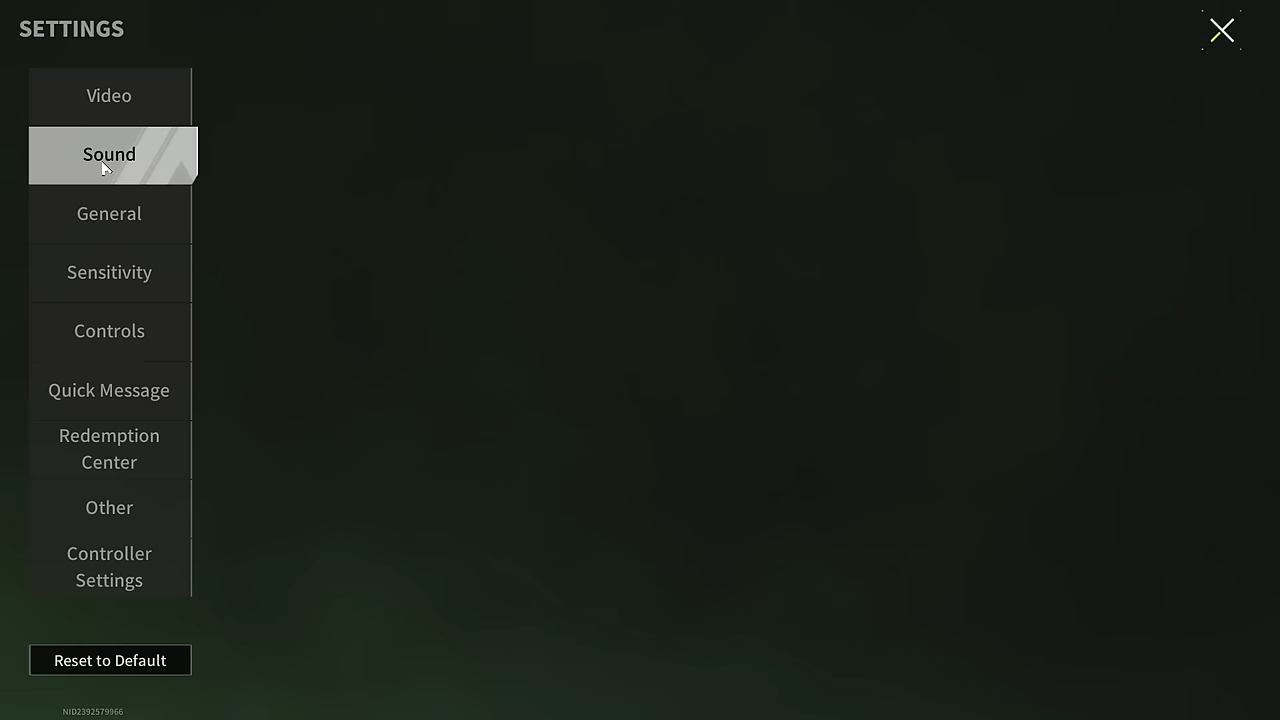 SETTINGS
Video
Sound
General
Sensitivity
Controls
Quick Message
Redemption
Center
Other
Controller
Settings
Reset to Default
NID2392579966